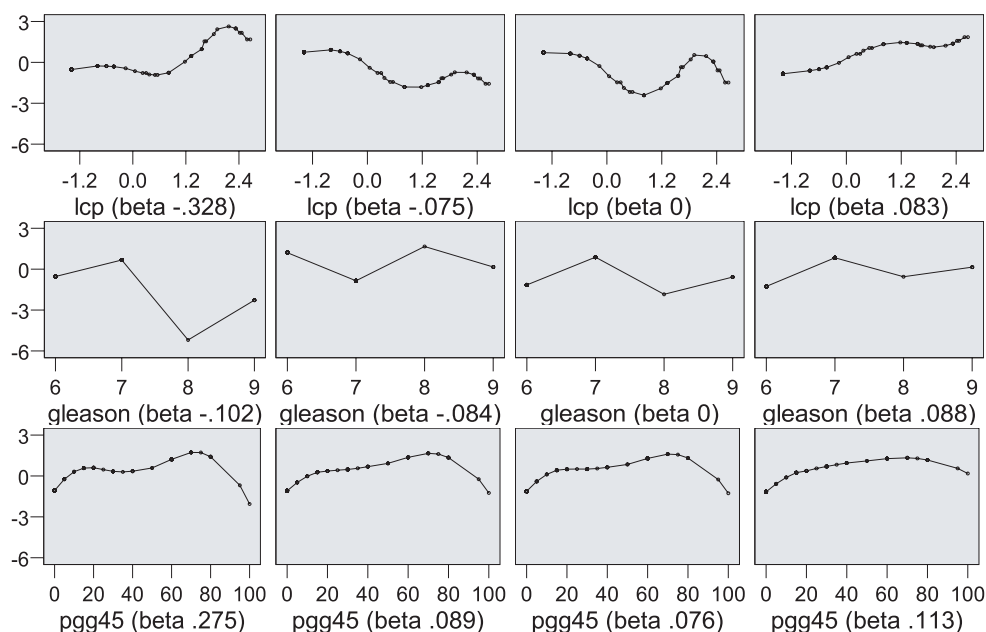 3
0
-3
-6
-1.2 0.0 1.2 2.4 -1.2 0.0 1.2 2.4 -1.2 0.0 1.2 2.4 -1.2 0.0 1.2 2.4
lcp (beta -.328) lcp (beta -.075) lcp (beta 0) lcp (beta .083)
3
0
-3
-6
6 7 8 9 6 7 8 9 6 7 8 9 6 7 8 9
gleason (beta -.102) gleason (beta -.084) gleason (beta 0) gleason (beta .088)
3
0
-3
-6
0 20 40 60 80 100 0 20 40 60 80 100 0 20 40 60 80 100 0 20 40 60 80 100
pgg45 (beta .275) pgg45 (beta .089) pgg45 (beta .076) pgg45 (beta .113)